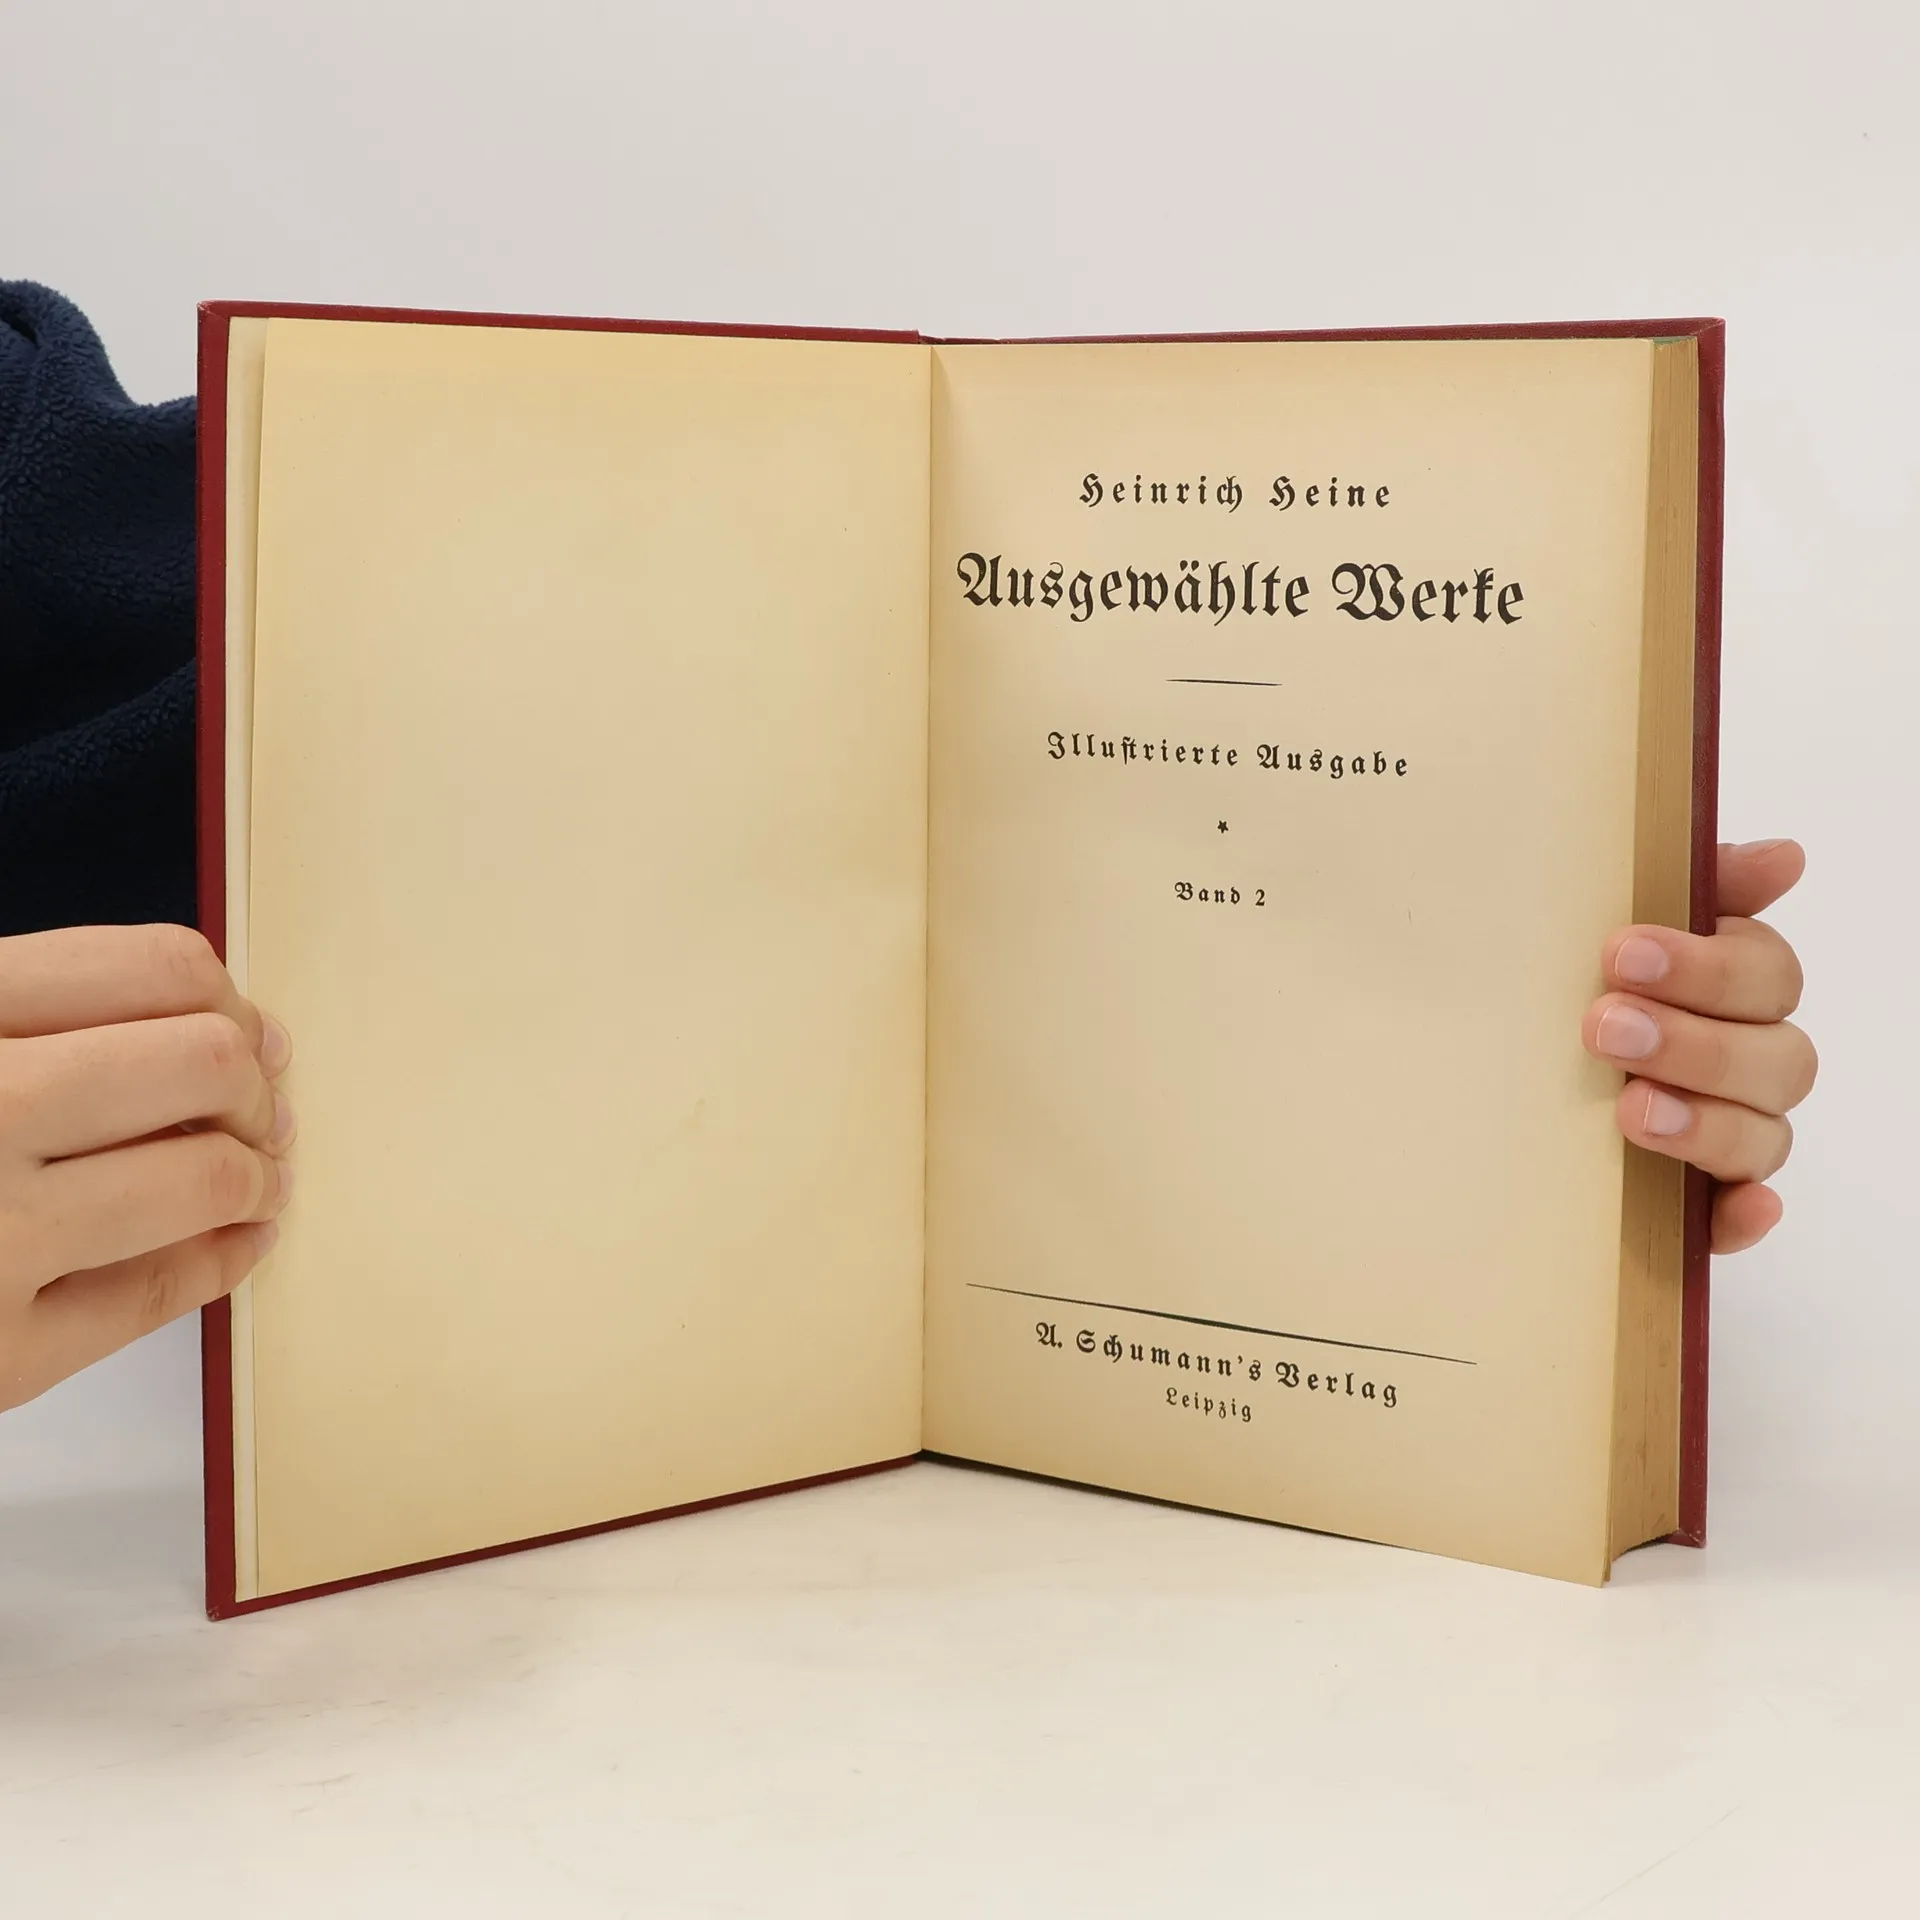 Heinrich Heine
Ausgewählte Werke
Illuſtrierte Ausgabe
*
Band 2
A. Schumann's Verlag
Leipzig